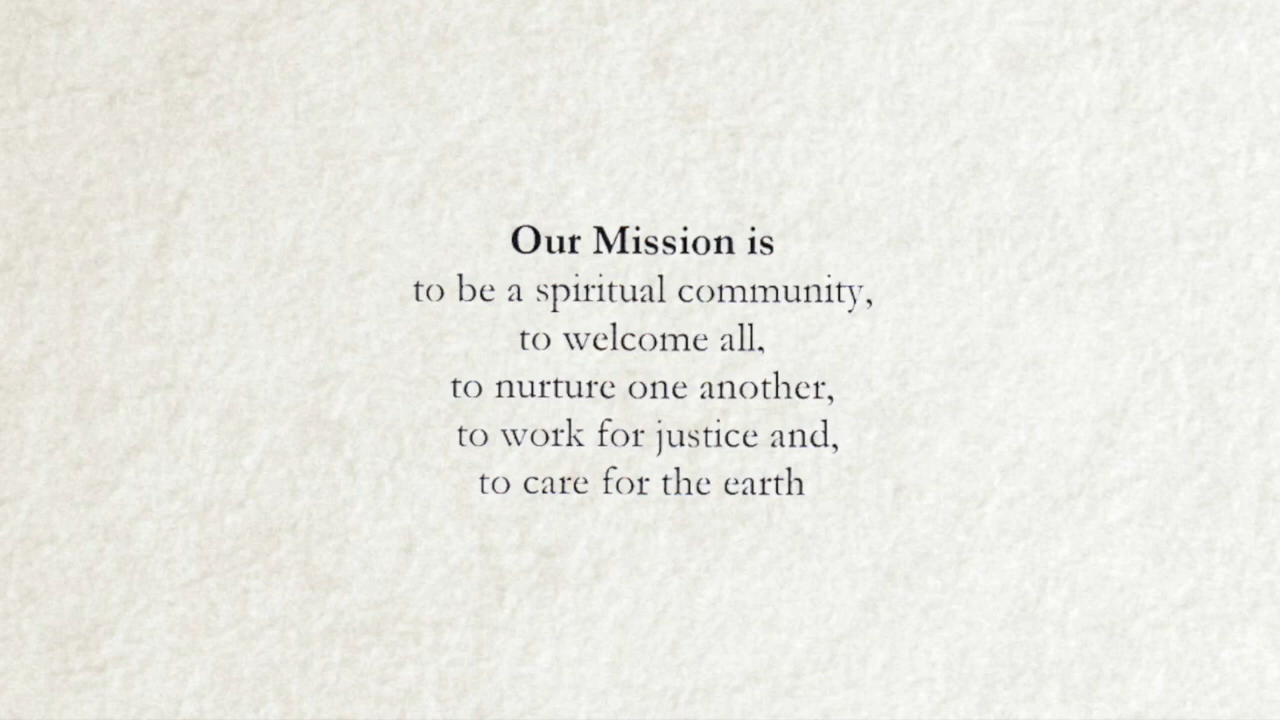 Our Mission is
to be a spiritual community,
to welcome all,
to nurture one another,
to work for justice and,
to care for the earth